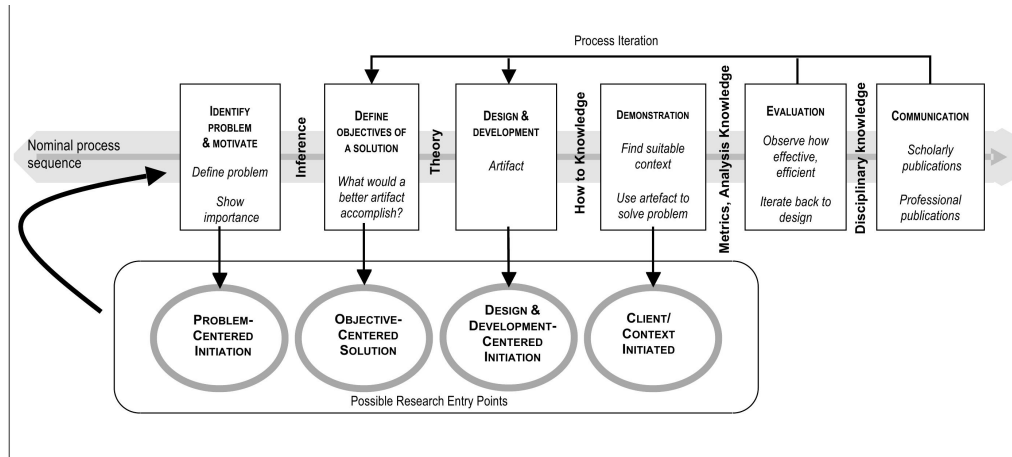 Process Iteration
Nominal process
sequence
IDENTIFY
PROBLEM
& MOTIVATE
Define problem
Show
importance
Inference
DEFINE
OBJECTIVES OF
A SOLUTION
What would a
better artifact
accomplish?
Theory
DESIGN &
DEVELOPMENT
Artifact
How to Knowledge
DEMONSTRATION
Find suitable
context
Use artefact to
solve problem
Metrics, Analysis Knowledge
EVALUATION
Observe how
effective,
efficient
Iterate back to
design
Disciplinary knowledge
COMMUNICATION
Scholarly
publications
Professional
publications
PROBLEM-
CENTERED
INITIATION
OBJECTIVE-
CENTERED
SOLUTION
DESIGN &
DEVELOPMENT-
CENTERED
INITIATION
CLIENT/
CONTEXT
INITIATED
Possible Research Entry Points